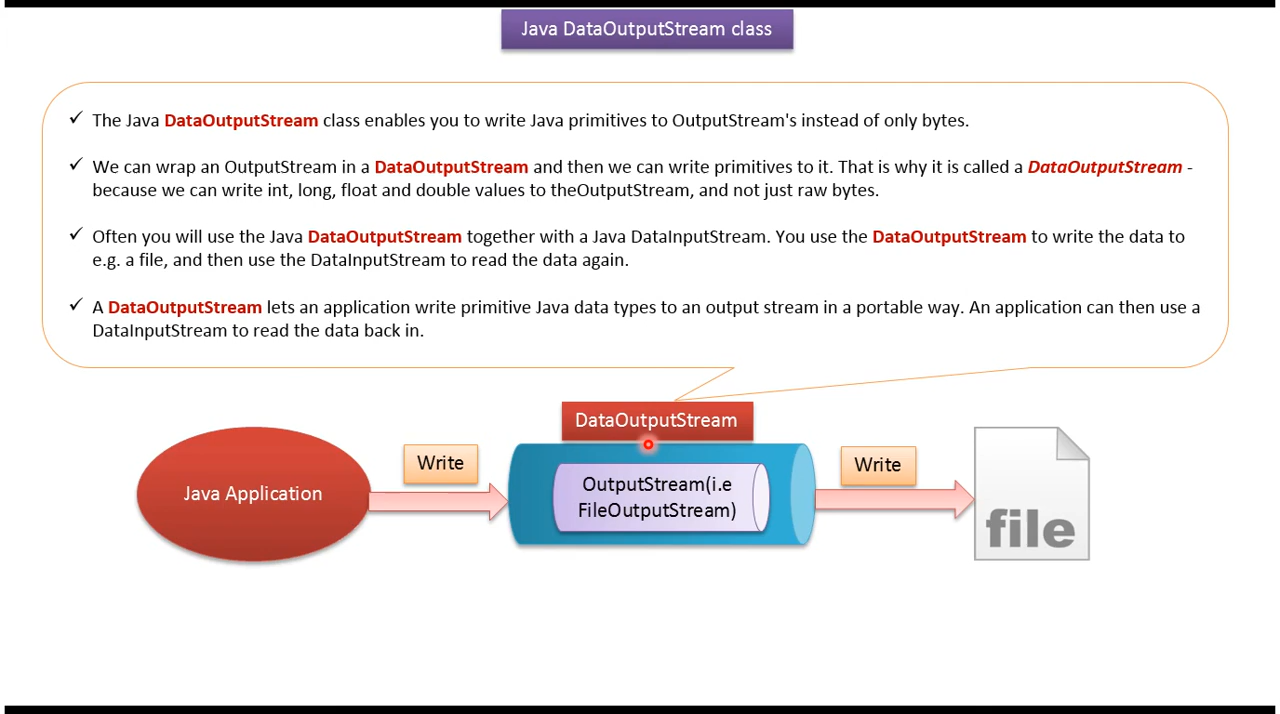 Java DataOutputStream class
✓ The Java DataOutputStream class enables you to write Java primitives to OutputStream's instead of only bytes.
✓ We can wrap an OutputStream in a DataOutputStream and then we can write primitives to it. That is why it is called a DataOutputStream -
because we can write int, long, float and double values to theOutputStream, and not just raw bytes.
✓ Often you will use the Java DataOutputStream together with a Java DataInputStream. You use the DataOutputStream to write the data to
e.g. a file, and then use the DataInputStream to read the data again.
✓ A DataOutputStream lets an application write primitive Java data types to an output stream in a portable way. An application can then use a
DataInputStream to read the data back in.
DataOutputStream
Java Application
Write
OutputStream(i.e
FileOutputStream)
Write
file